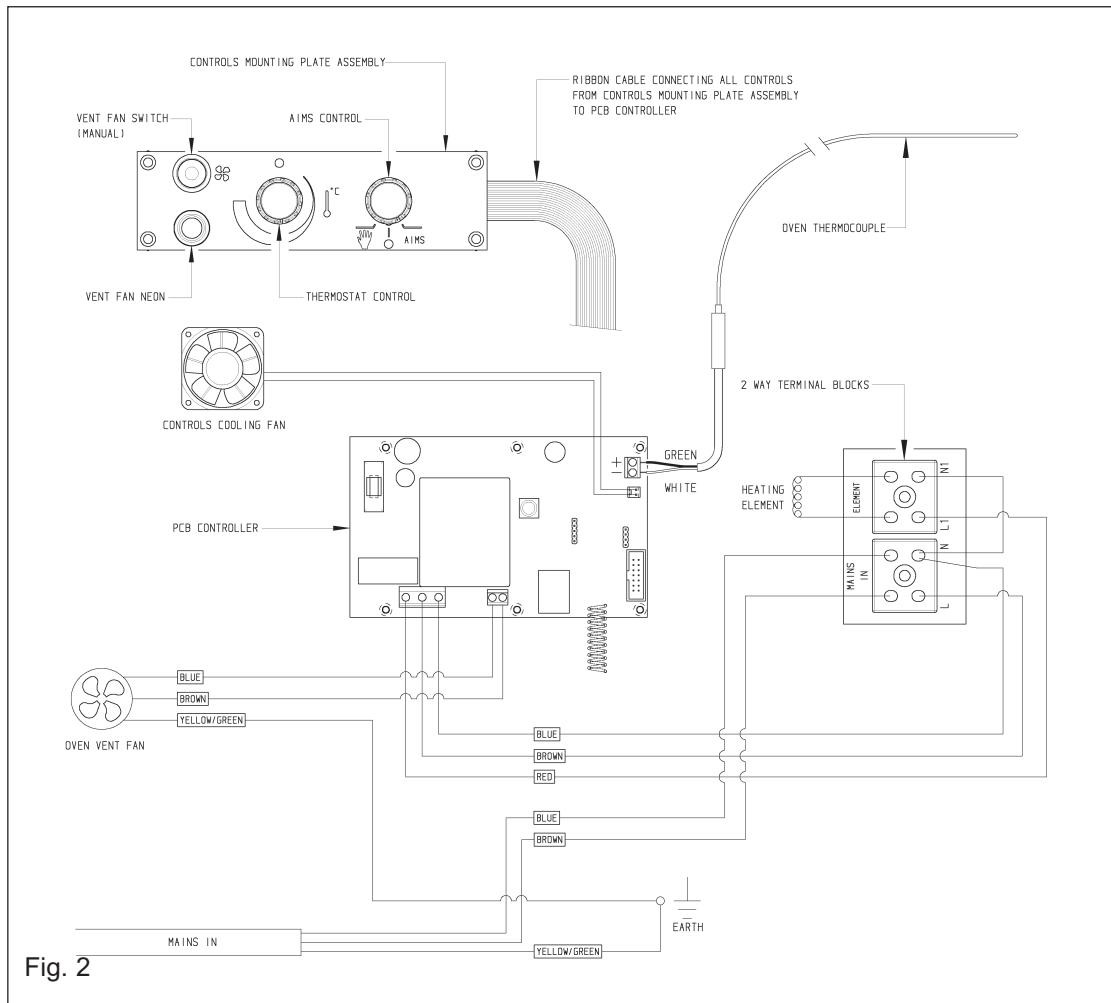 CONTROLS MOUNTING PLATE ASSEMBLY
RIBBON CABLE CONNECTING ALL CONTROLS
FROM CONTROLS MOUNTING PLATE ASSEMBLY
TO PCB CONTROLLER
VENT FAN SWITCH
(MANUAL)
AIMS CONTROL
°C
AIMS
OVEN THERMOCOUPLE
VENT FAN NEON
THERMOSTAT CONTROL
2 WAY TERMINAL BLOCKS
CONTROLS COOLING FAN
+
GREEN
−
WHITE
HEATING
ELEMENT
ELEMENT
N1
L1
PCB CONTROLLER
MAINS
IN
N
L
BLUE
BROWN
YELLOW/GREEN
OVEN VENT FAN
BLUE
BROWN
RED
BLUE
BROWN
EARTH
MAINS IN
YELLOW/GREEN
Fig. 2